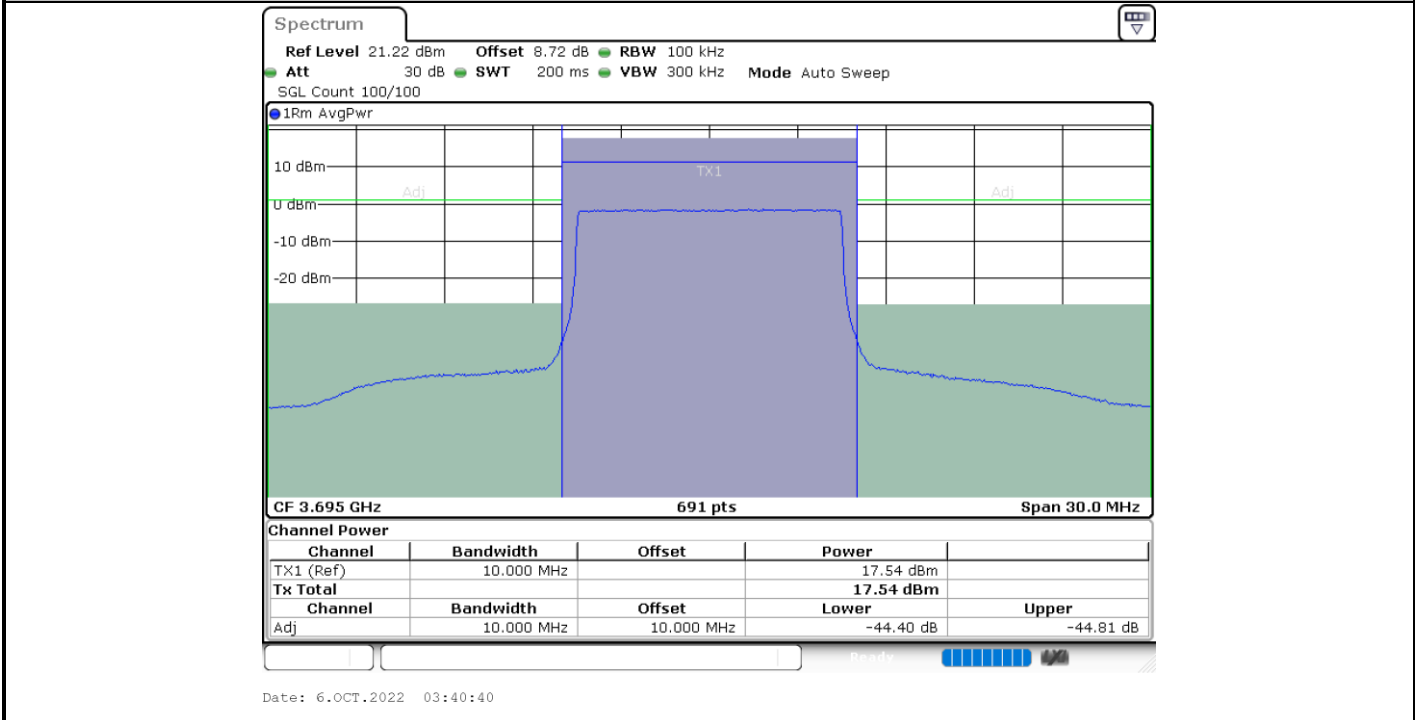 Spectrum
Ref Level 21.22 dBm Offset 8.72 dB RBW 100 kHz
Att 30 dB SWT 200 ms VBW 300 kHz Mode Auto Sweep
SGL Count 100/100
1Rm AvgPwr
10 dBm
TX1
Adj Adj
0 dBm
-10 dBm
-20 dBm
CF 3.695 GHz 691 pts Span 30.0 MHz
Channel Power
Channel Bandwidth Offset Power
TX1 (Ref) 10.000 MHz 17.54 dBm
Tx Total 17.54 dBm
Channel Bandwidth Offset Lower Upper
Adj 10.000 MHz 10.000 MHz -44.40 dB -44.81 dB
Ready
Date: 6.OCT.2022 03:40:40